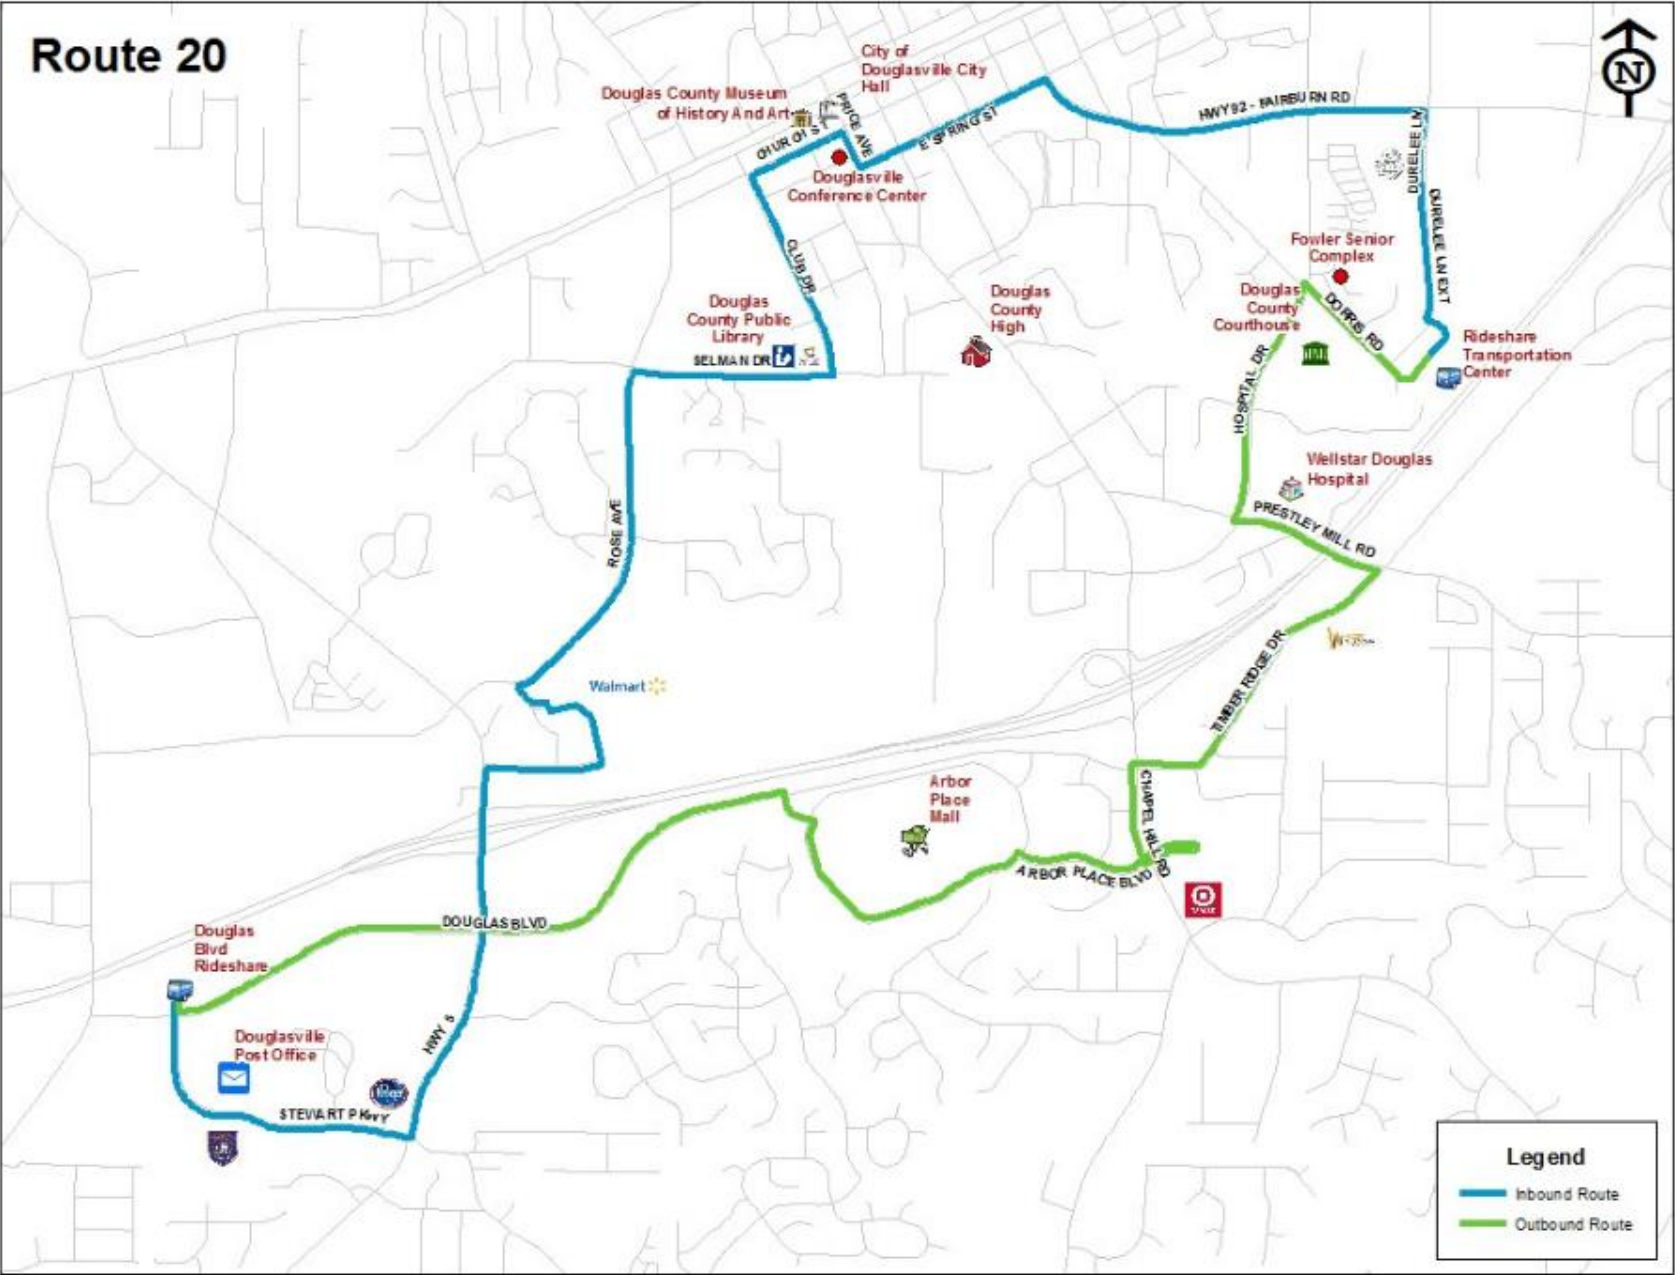 Route 20
N
City of
Douglasville City
Hall
Douglas County Museum
of History And Art
PRICE AVE
CHURCH S
E SPRING ST
HWY 92 - FAIRBURN RD
DURELEE LN
DURELEE LN EXT
Douglasville
Conference Center
CLUB DR
Fowler Senior
Complex
Douglas
County
Courthouse
DORRIS RD
Rideshare
Transportation
Center
Douglas
County
High
Douglas
County Public
Library
SELMAN DR
HOSPITAL DR
Wellstar Douglas
Hospital
PRESTLEY MILL RD
ROSE AVE
TIMBER RIDGE DR
Walmart
Arbor
Place
Mall
CHAPEL HILL RD
ARBOR PLACE BLVD
DOUGLAS BLVD
Douglas
Blvd
Rideshare
HWY 5
Douglasville
Post Office
STEWART PKWY
Legend
Inbound Route
Outbound Route